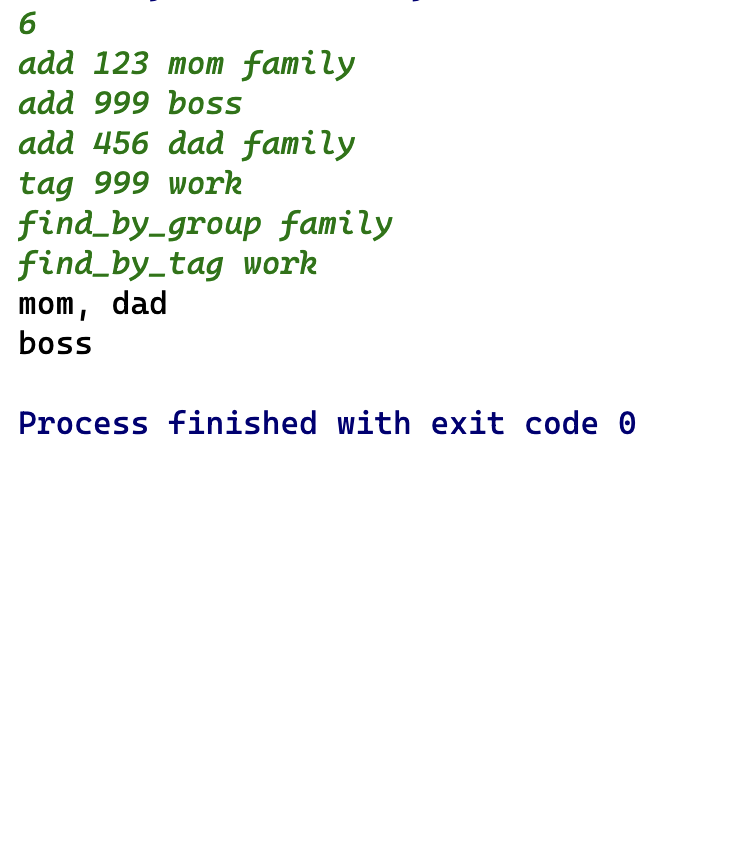 6
add 123 mom family
add 999 boss
add 456 dad family
tag 999 work
find_by_group family
find_by_tag work
mom, dad
boss
Process finished with exit code 0